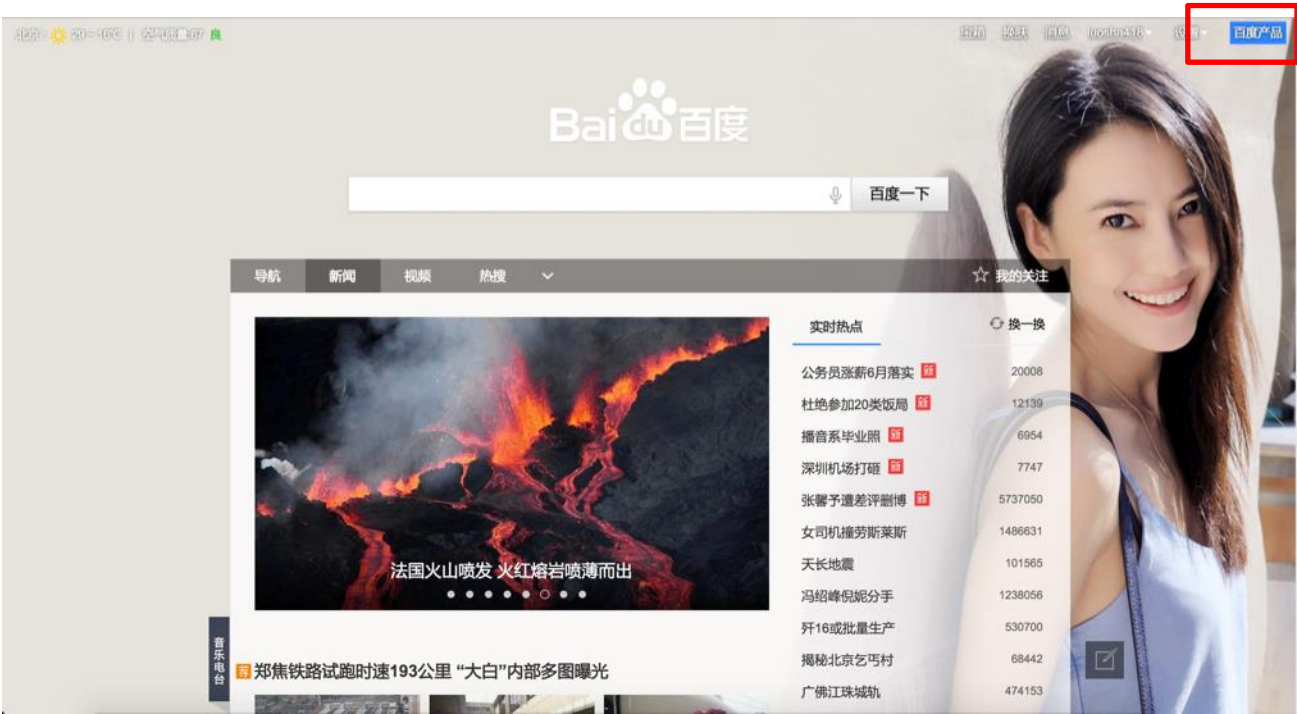 百度产品
Bai du 百度
百度一下
导航 新闻 视频 热搜 我的关注
实时热点 换一换
公务员涨薪6月落实 新 20008
杜绝参加20类饭局 新 12139
播音系毕业照 新 6954
深圳机场打砸 新 7747
张馨予遭差评删博 新 5737050
女司机撞劳斯莱斯 1486631
天长地震 101565
冯绍峰倪妮分手 1238056
歼16或批量生产 530700
揭秘北京乞丐村 68442
广佛江珠城轨 474153
法国火山喷发 火红熔岩喷薄而出
音乐电台
荐 郑焦铁路试跑时速193公里 “大白”内部多图曝光